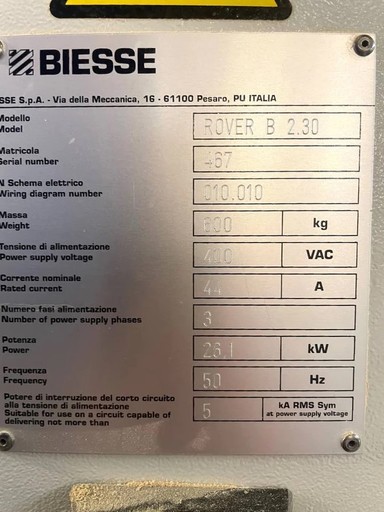 BIESSE
SSE S.p.A. - Via della Meccanica, 16 - 61100 Pesaro, PU ITALIA
Modello
Model
ROVER B 2.30
Matricola
Serial number
467
N Schema elettrico
Wiring diagram number
010.010
Massa
Weight
kg
Tensione di alimentazione
Power supply voltage
400 VAC
Corrente nominale
Rated current
44 A
Numero fasi alimentazione
Number of power supply phases
3
Potenza
Power
26.1 kW
Frequenza
Frequency
50 Hz
Potere di interruzione del corto circuito
alla tensione di alimentazione
Suitable for use on a circuit capable of
delivering not more than
5 kA RMS Sym
at power supply voltage